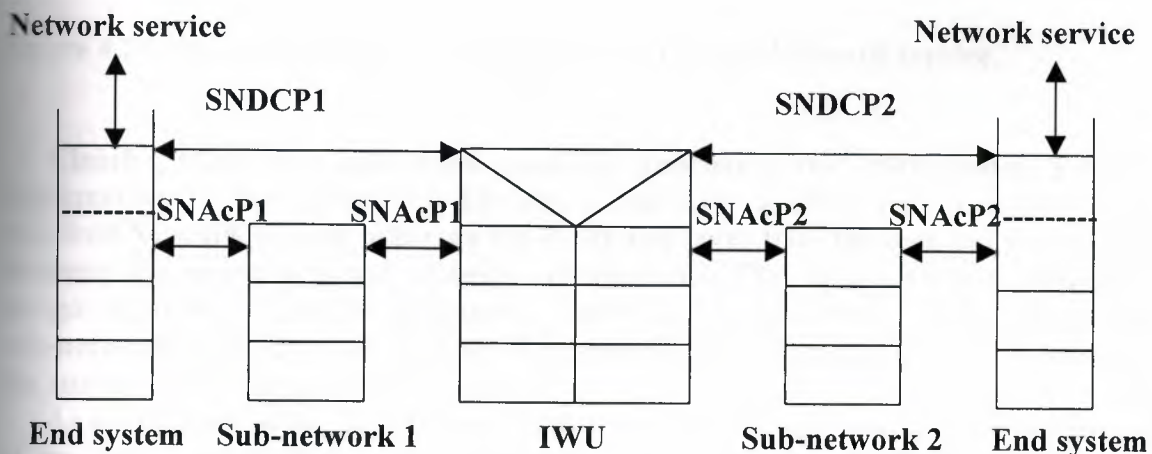 Network service
Network service
SNDCP1
SNDCP2
SNAcP1
SNAcP1
SNAcP2
SNAcP2
End system
Sub-network 1
IWU
Sub-network 2
End system